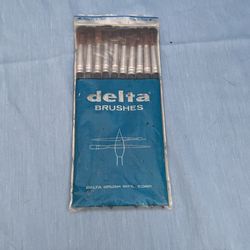 delta
BRUSHES
DELTA BRUSH MFG. CORP.